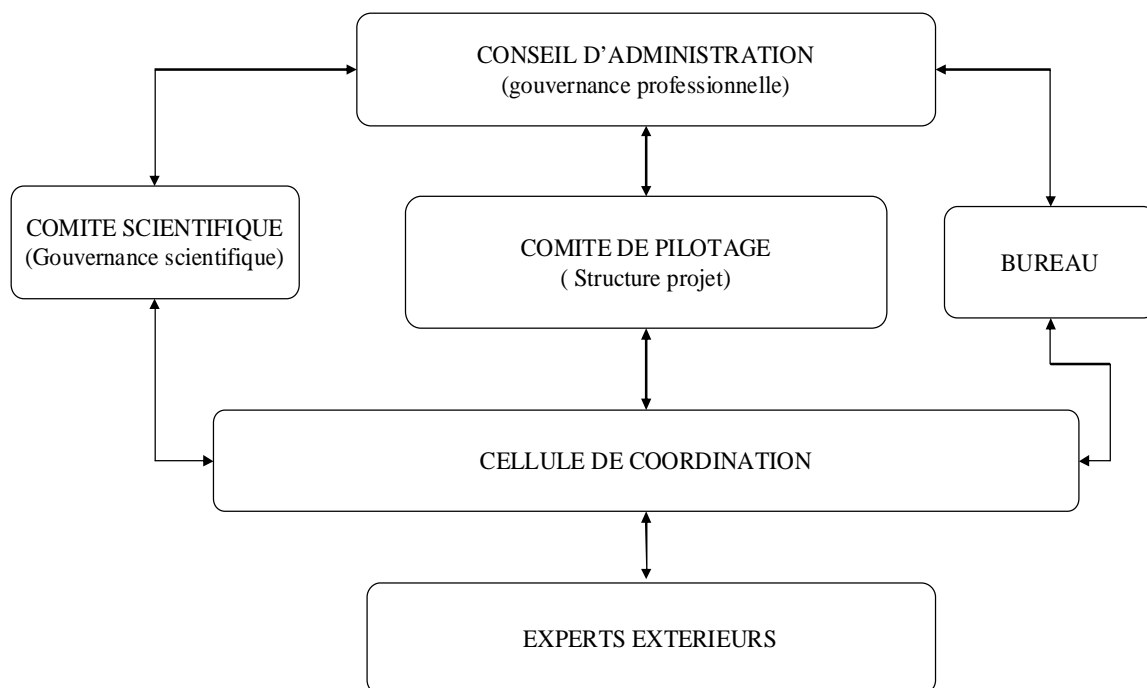 CONSEIL D’ADMINISTRATION
(gouvernance professionnelle)
COMITE SCIENTIFIQUE
(Gouvernance scientifique)
COMITE DE PILOTAGE
( Structure projet)
BUREAU
CELLULE DE COORDINATION
EXPERTS EXTERIEURS